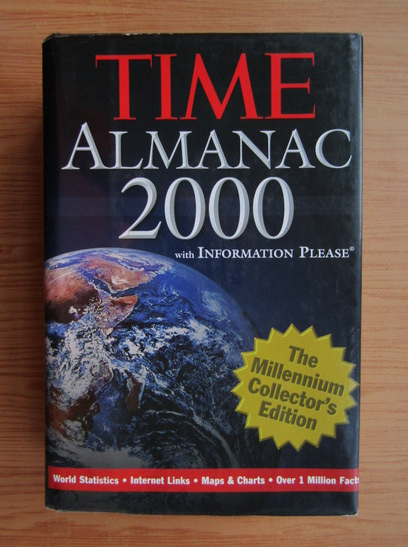 TIME
ALMANAC
2000
with INFORMATION PLEASE®
The
Millennium
Collector's
Edition
World Statistics • Internet Links • Maps & Charts • Over 1 Million Facts